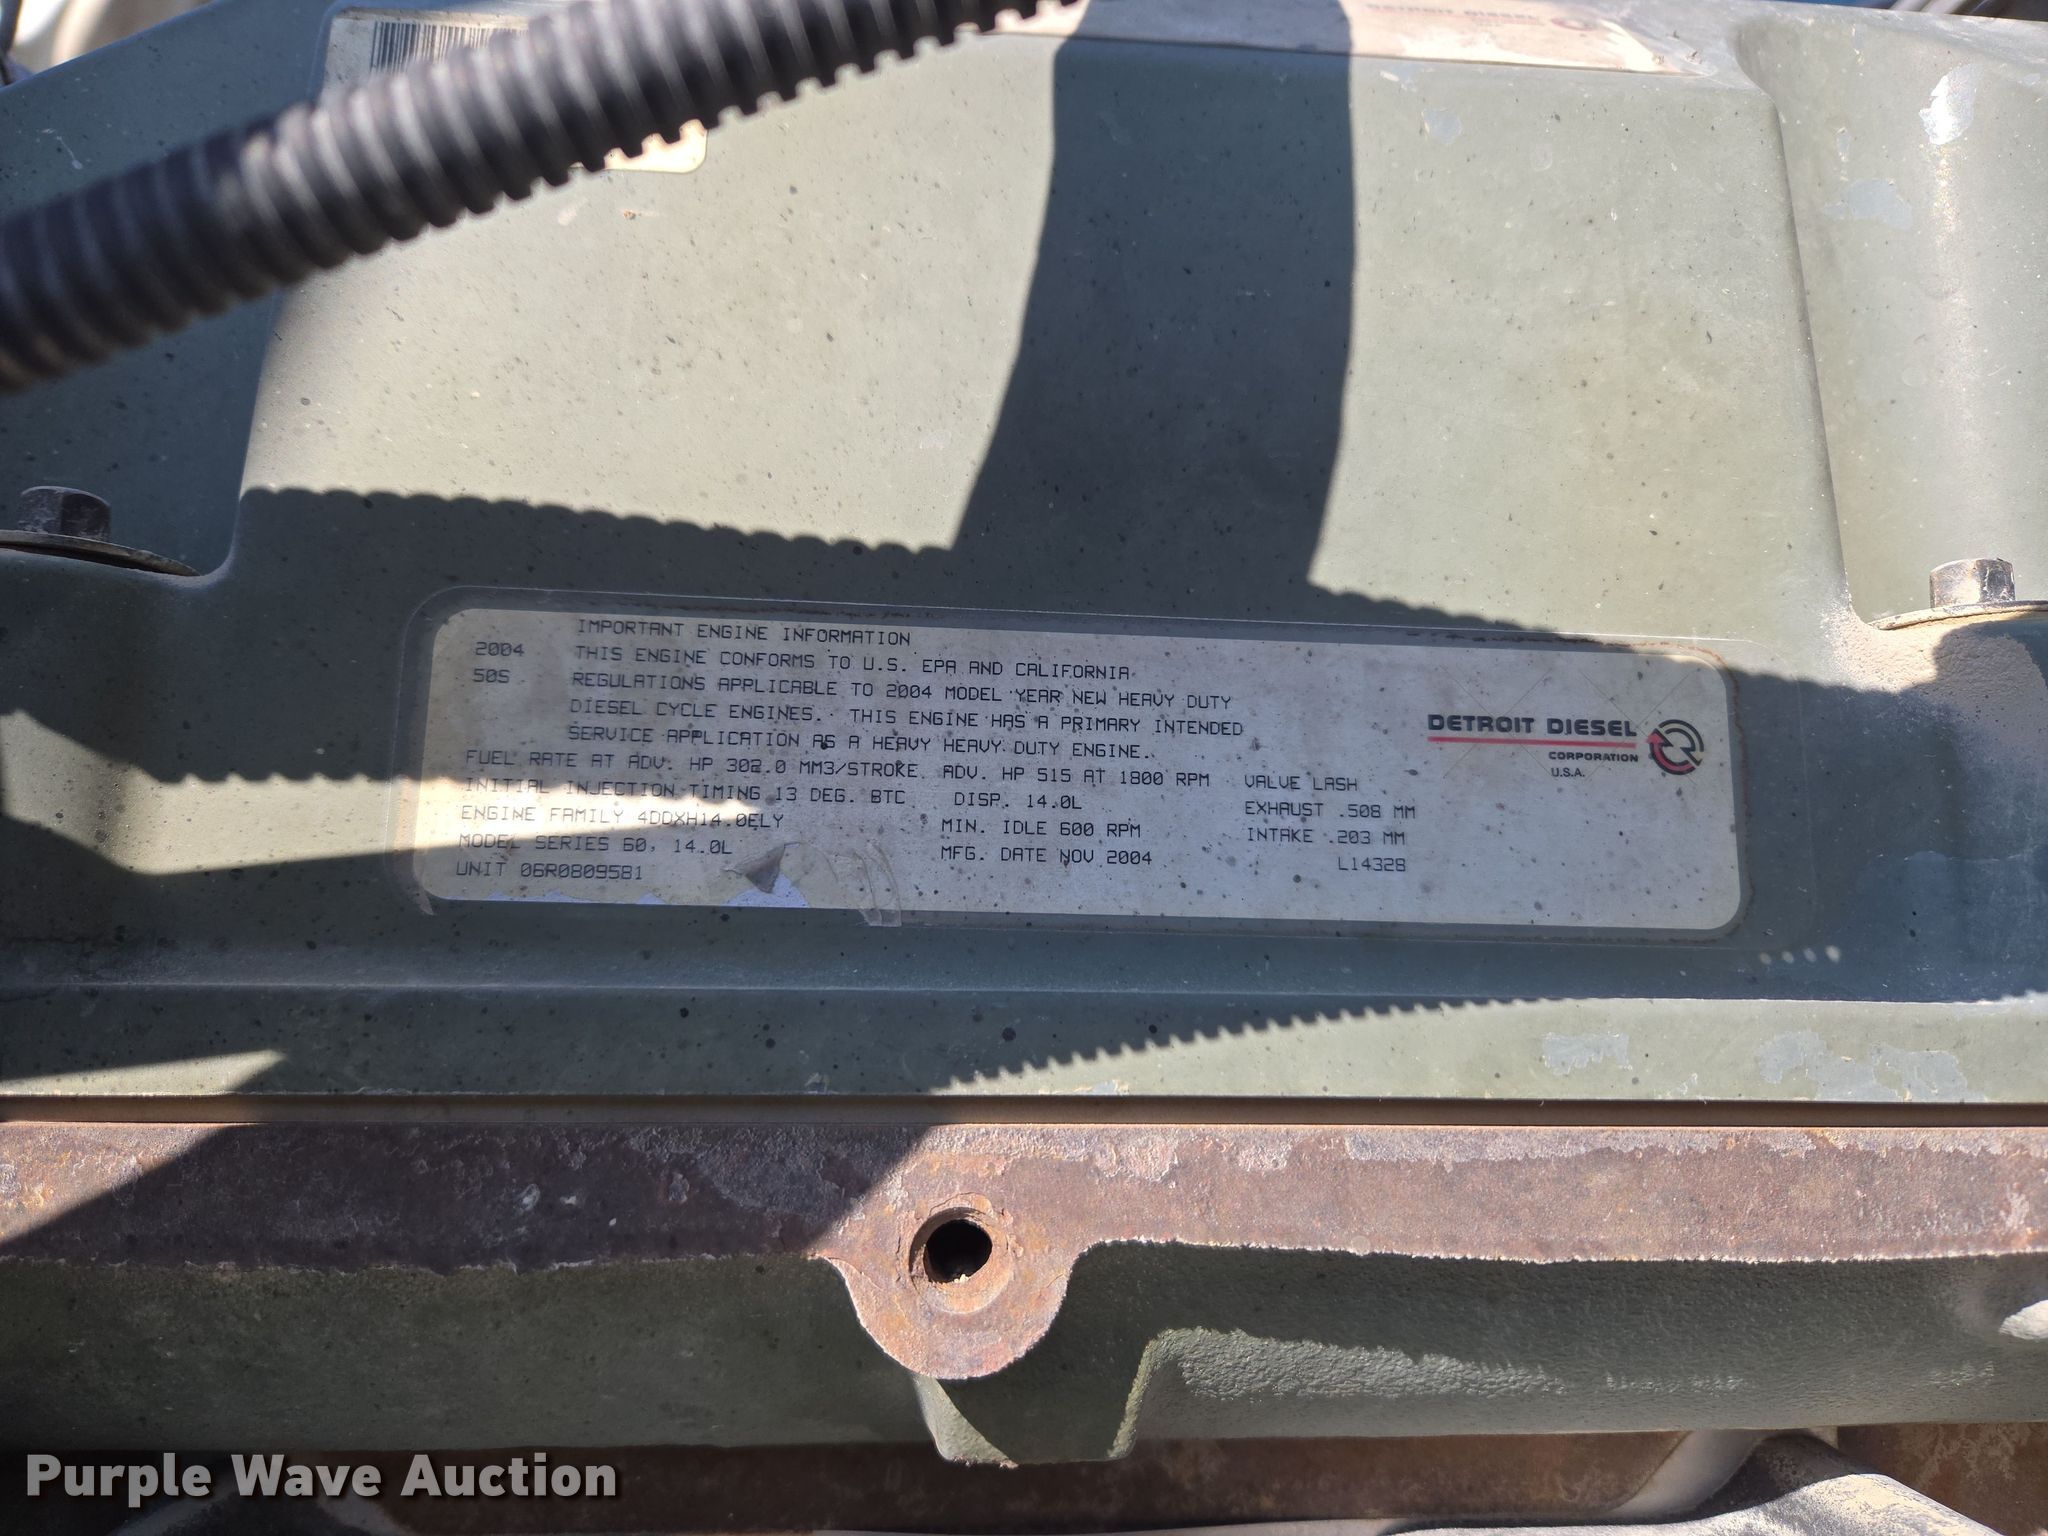 DETROIT DIESEL
IMPORTANT ENGINE INFORMATION
2004 THIS ENGINE CONFORMS TO U.S. EPA AND CALIFORNIA
50S REGULATIONS APPLICABLE TO 2004 MODEL YEAR NEW HEAVY DUTY
DIESEL CYCLE ENGINES. THIS ENGINE HAS A PRIMARY INTENDED
SERVICE APPLICATION AS A HEAVY HEAVY DUTY ENGINE.
FUEL RATE AT ADV. HP 302.0 MM3/STROKE ADV. HP 515 AT 1800 RPM VALVE LASH
INITIAL INJECTION TIMING 13 DEG. BTC DISP. 14.0L EXHAUST .508 MM
ENGINE FAMILY 4DDXH14.0ELY MIN. IDLE 600 RPM INTAKE .203 MM
MODEL SERIES 60, 14.0L MFG. DATE NOV 2004 L14328
UNIT 06R0809581
DETROIT DIESEL
CORPORATION
U.S.A.
Purple Wave Auction